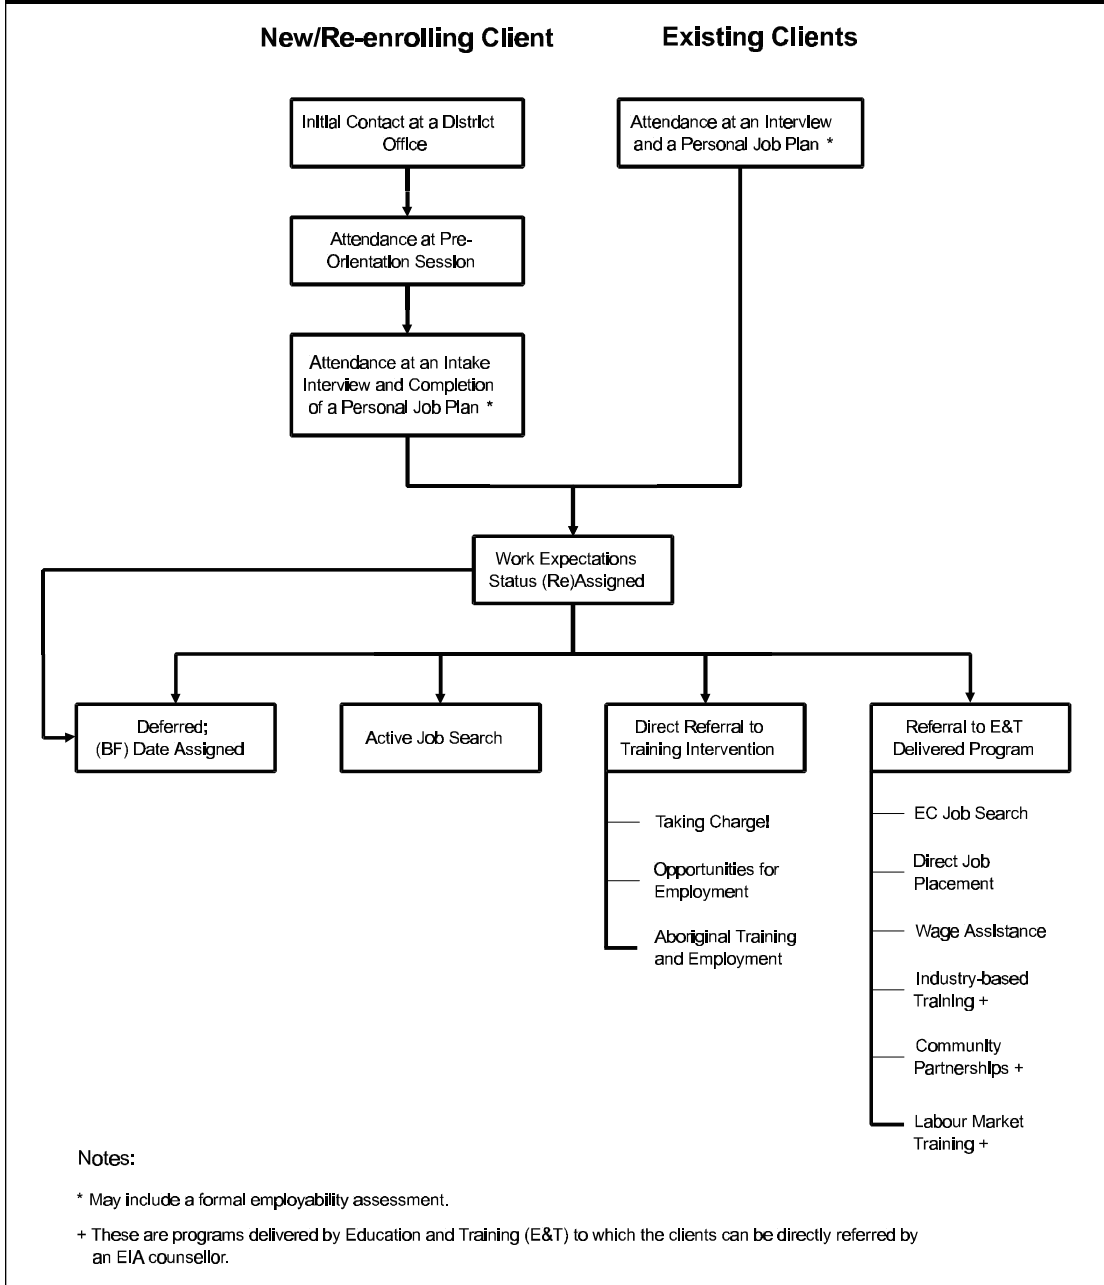 New/Re-enrolling Client
Existing Clients
Initial Contact at a District
Office
Attendance at an Interview
and a Personal Job Plan *
Attendance at Pre-
Orientation Session
Attendance at an Intake
Interview and Completion
of a Personal Job Plan *
Work Expectations
Status (Re)Assigned
Deferred;
(BF) Date Assigned
Active Job Search
Direct Referral to
Training Intervention
Referral to E&T
Delivered Program
Taking Charge!
Opportunities for
Employment
Aboriginal Training
and Employment
EC Job Search
Direct Job
Placement
Wage Assistance
Industry-based
Training +
Community
Partnerships +
Labour Market
Training +
Notes:
* May include a formal employability assessment.
+ These are programs delivered by Education and Training (E&T) to which the clients can be directly referred by
an EIA counsellor.